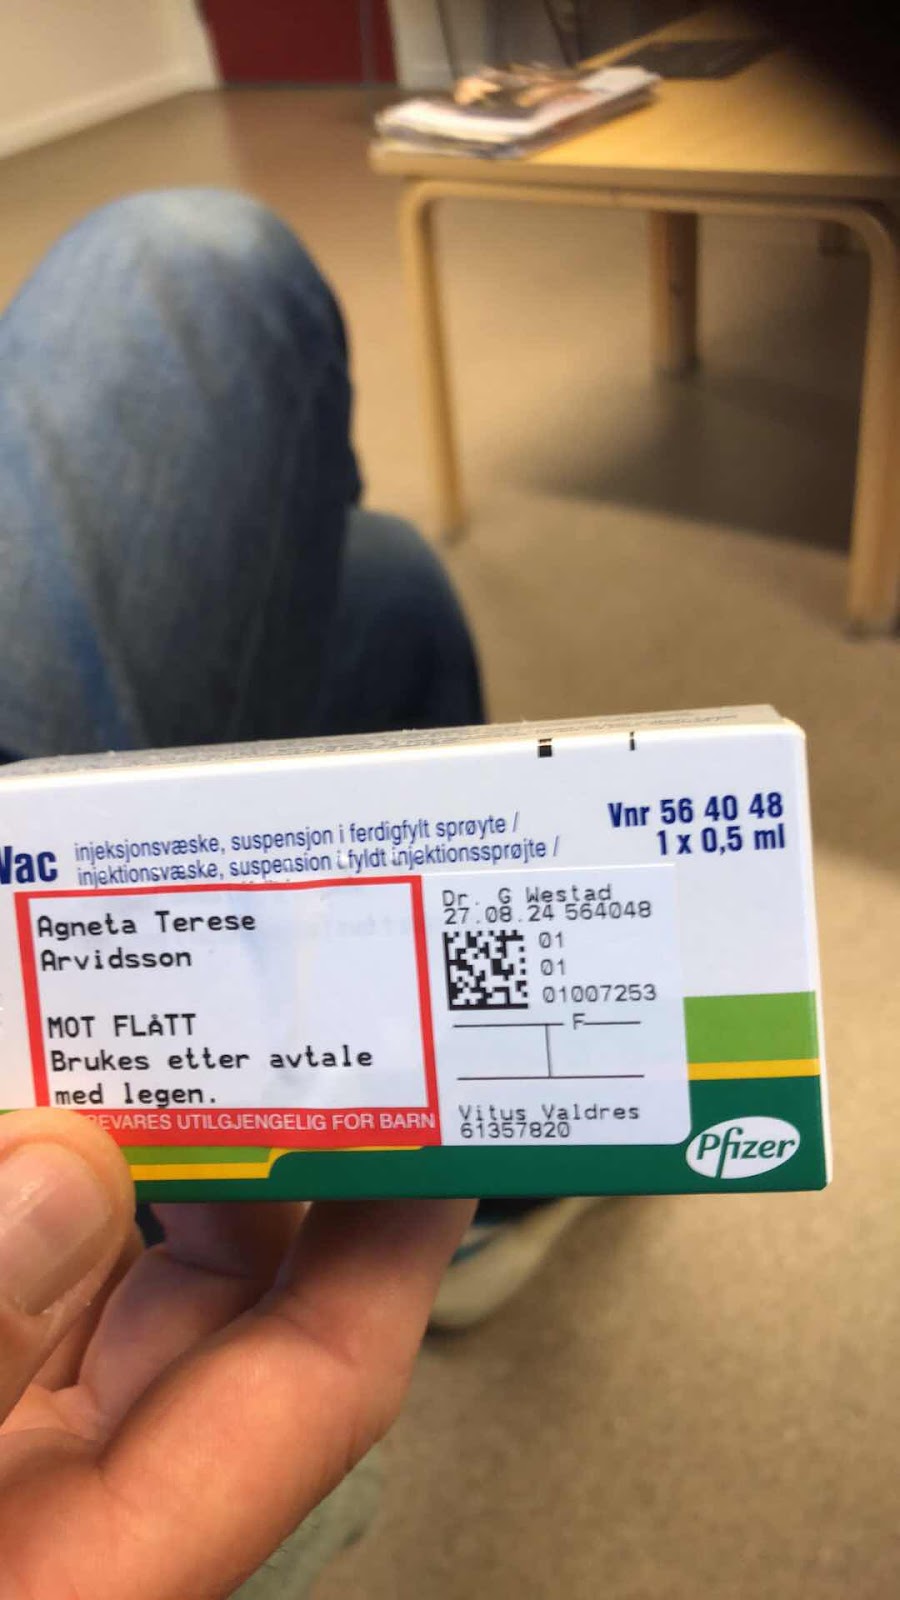 Vac
injeksjonsvæske, suspensjon i ferdigfylt sprøyte /
injektionsvæske, suspension i fyldt injektionssprøjte /
Vnr 56 40 48
1 x 0,5 ml
Agneta Terese
Arvidsson
MOT FLÅTT
Brukes etter avtale
med legen.
EVARES UTILGJENGELIG FOR BARN
Dr. G Westad
27.08.24 564048
01
01
01007253
F
Vitus Valdres
61357820
Pfizer